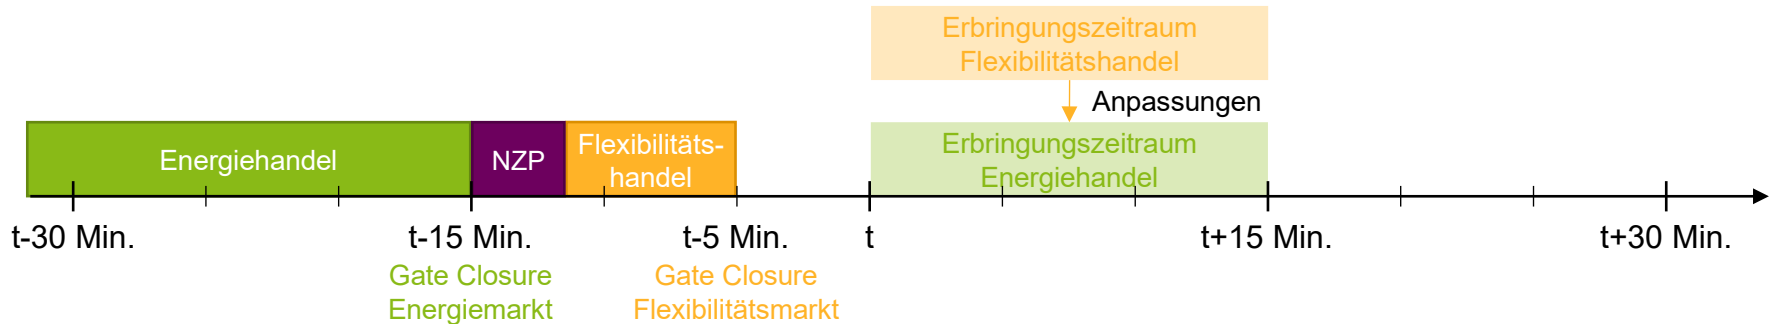 Erbringungszeitraum
Flexibilitätshandel
Anpassungen
Energiehandel
NZP
Flexibilitäts-
handel
Erbringungszeitraum
Energiehandel
t-30 Min.
t-15 Min.
t-5 Min.
t
t+15 Min.
t+30 Min.
Gate Closure
Energiemarkt
Gate Closure
Flexibilitätsmarkt